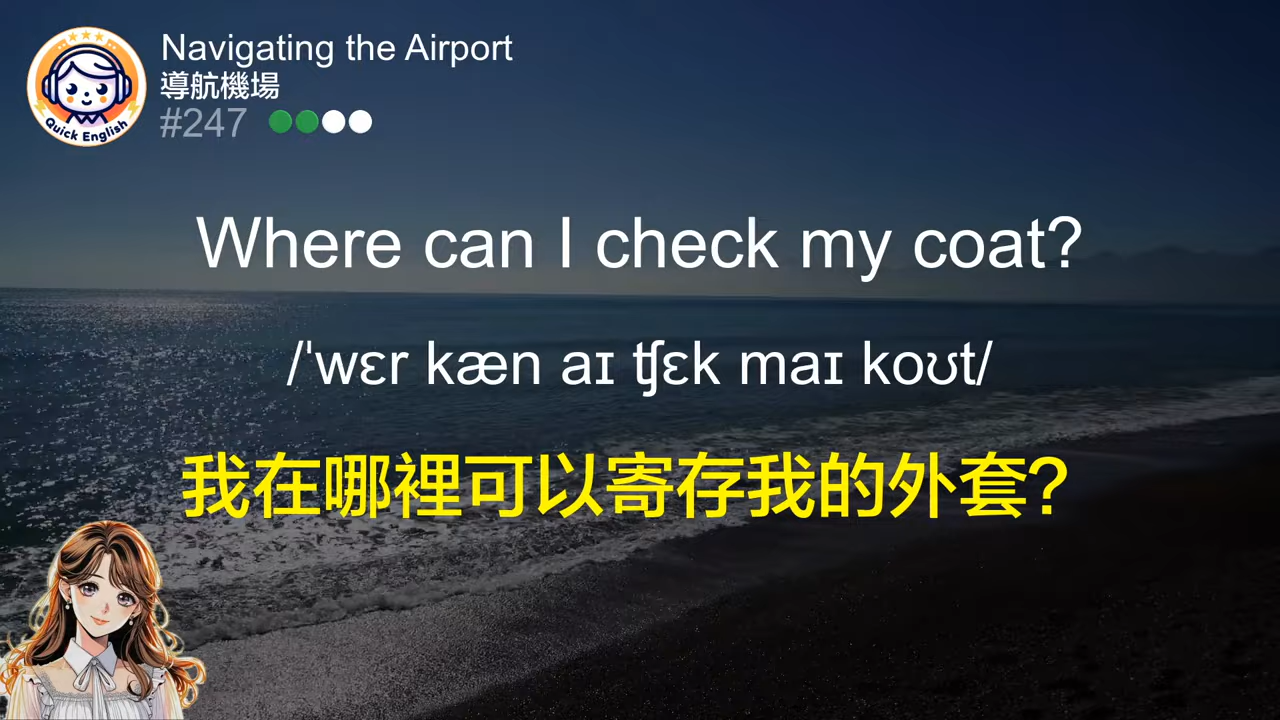 Navigating the Airport
導航機場
#247
Quick English
Where can I check my coat?
/ˈwɛr kæn aɪ ʧɛk maɪ koʊt/
我在哪裡可以寄存我的外套?